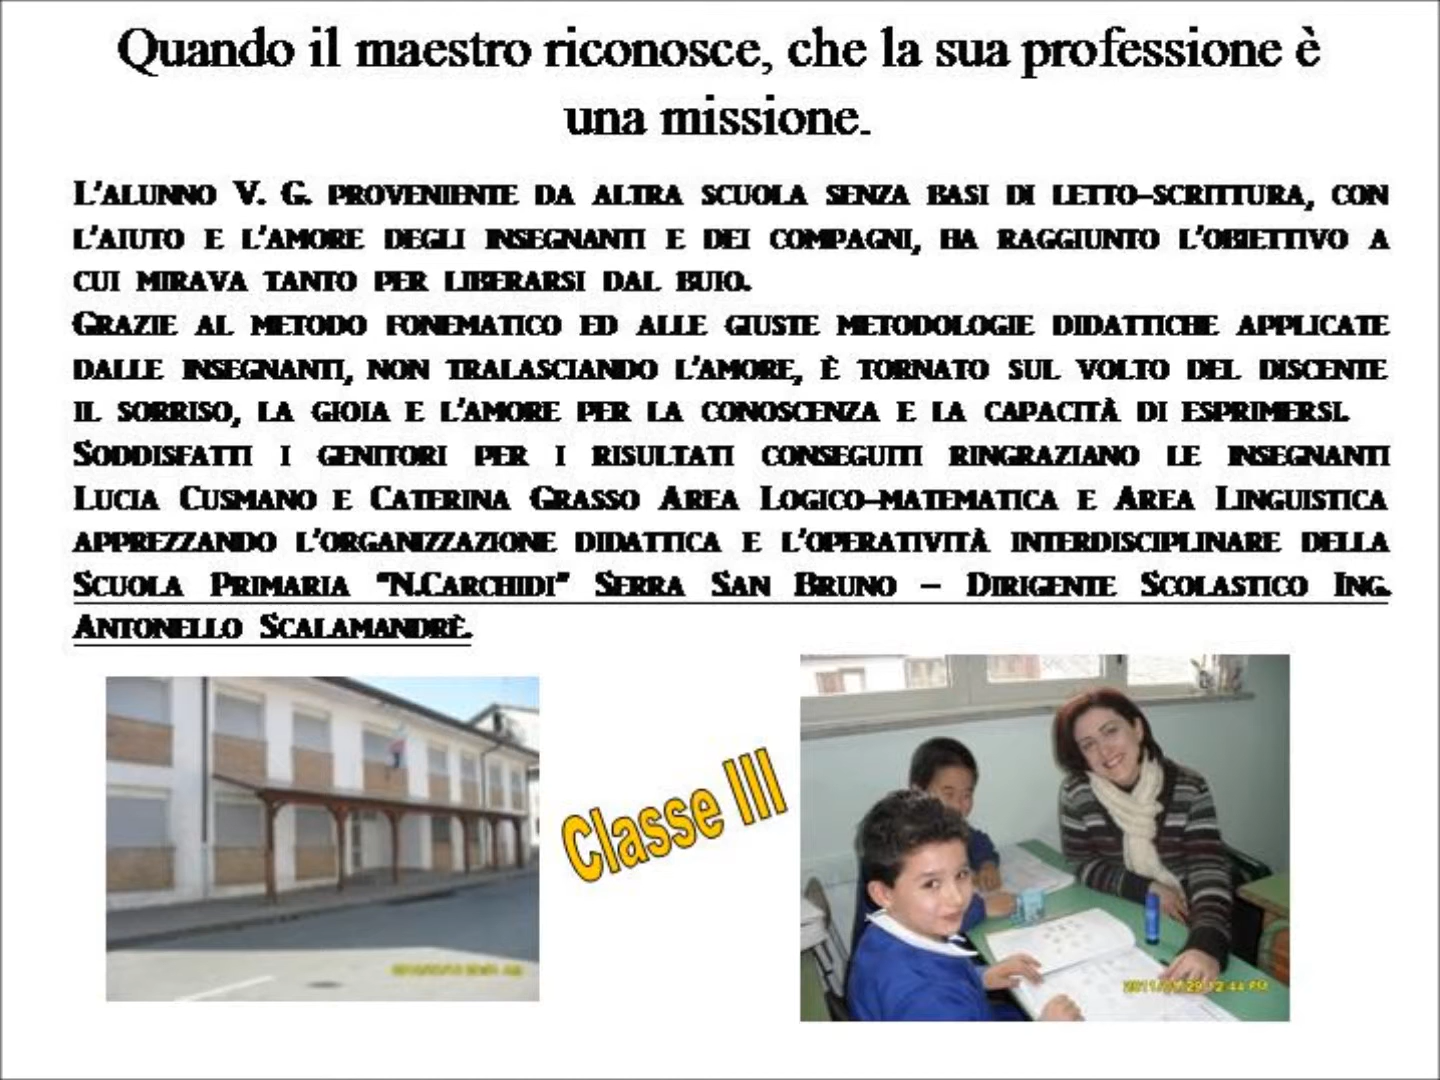 Quando il maestro riconosce, che la sua professione è
una missione.
L'ALUNNO V. G. PROVENIENTE DA ALTRA SCUOLA SENZA BASI DI LETTO-SCRITTURA, CON
L'AIUTO E L'AMORE DEGLI INSEGNANTI E DEI COMPAGNI, HA RAGGIUNTO L'OBIETTIVO A
CUI MIRAVA TANTO PER LIBERARSI DAL BUIO.
GRAZIE AL METODO FONEMATICO ED ALLE GIUSTE METODOLOGIE DIDATTICHE APPLICATE
DALLE INSEGNANTI, NON TRALASCIANDO L'AMORE, È TORNATO SUL VOLTO DEL DISCENTE
IL SORRISO, LA GIOIA E L'AMORE PER LA CONOSCENZA E LA CAPACITÀ DI ESPRIMERSI.
SODDISFATTI I GENITORI PER I RISULTATI CONSEGUITI RINGRAZIANO LE INSEGNANTI
LUCIA CUSMANO E CATERINA GRASSO AREA LOGICO-MATEMATICA E AREA LINGUISTICA
APPREZZANDO L'ORGANIZZAZIONE DIDATTICA E L'OPERATIVITÀ INTERDISCIPLINARE DELLA
SCUOLA PRIMARIA "N.CARCHIDI" SERRA SAN BRUNO – DIRIGENTE SCOLASTICO ING.
ANTONELLO SCALAMANDRÈ.
Classe III
12:44 PM